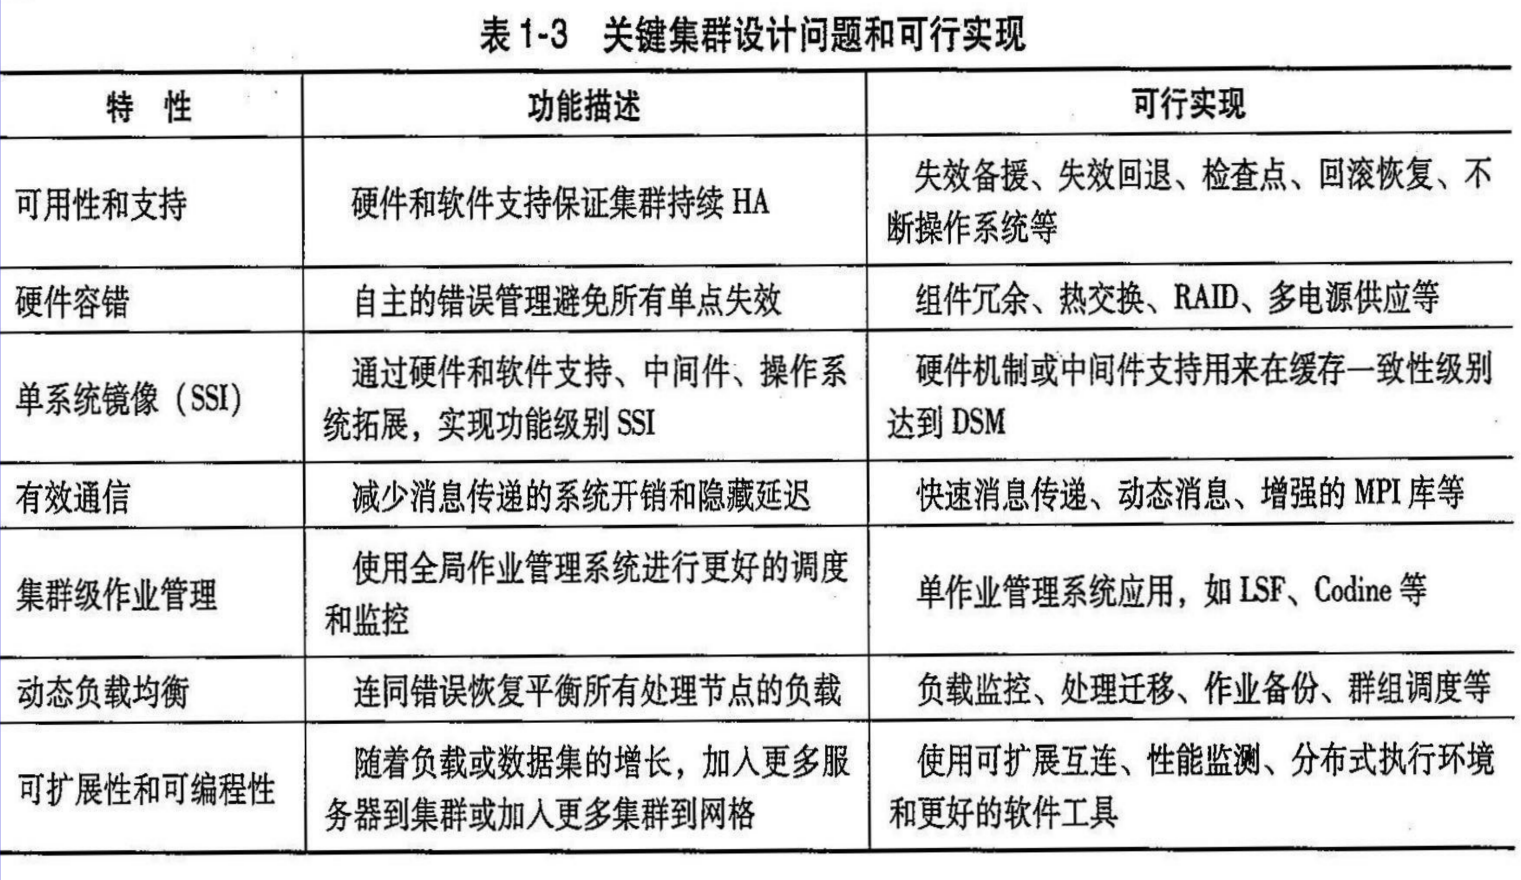 表 1-3 关键集群设计问题和可行实现
特 性 功能描述 可行实现
可用性和支持 硬件和软件支持保证集群持续 HA 失效备援、失效回退、检查点、回滚恢复、不
断操作系统等
硬件容错 自主的错误管理避免所有单点失效 组件冗余、热交换、RAID、多电源供应等
单系统镜像（SSI） 通过硬件和软件支持、中间件、操作系
统拓展，实现功能级别 SSI
硬件机制或中间件支持用来在缓存一致性级别
达到 DSM
有效通信 减少消息传递的系统开销和隐藏延迟 快速消息传递、动态消息、增强的 MPI 库等
集群级作业管理 使用全局作业管理系统进行更好的调度
和监控
单作业管理系统应用，如 LSF、Codine 等
动态负载均衡 连同错误恢复平衡所有处理节点的负载 负载监控、处理迁移、作业备份、群组调度等
可扩展性和可编程性 随着负载或数据集的增长，加入更多服
务器到集群或加入更多集群到网格
使用可扩展互连、性能监测、分布式执行环境
和更好的软件工具